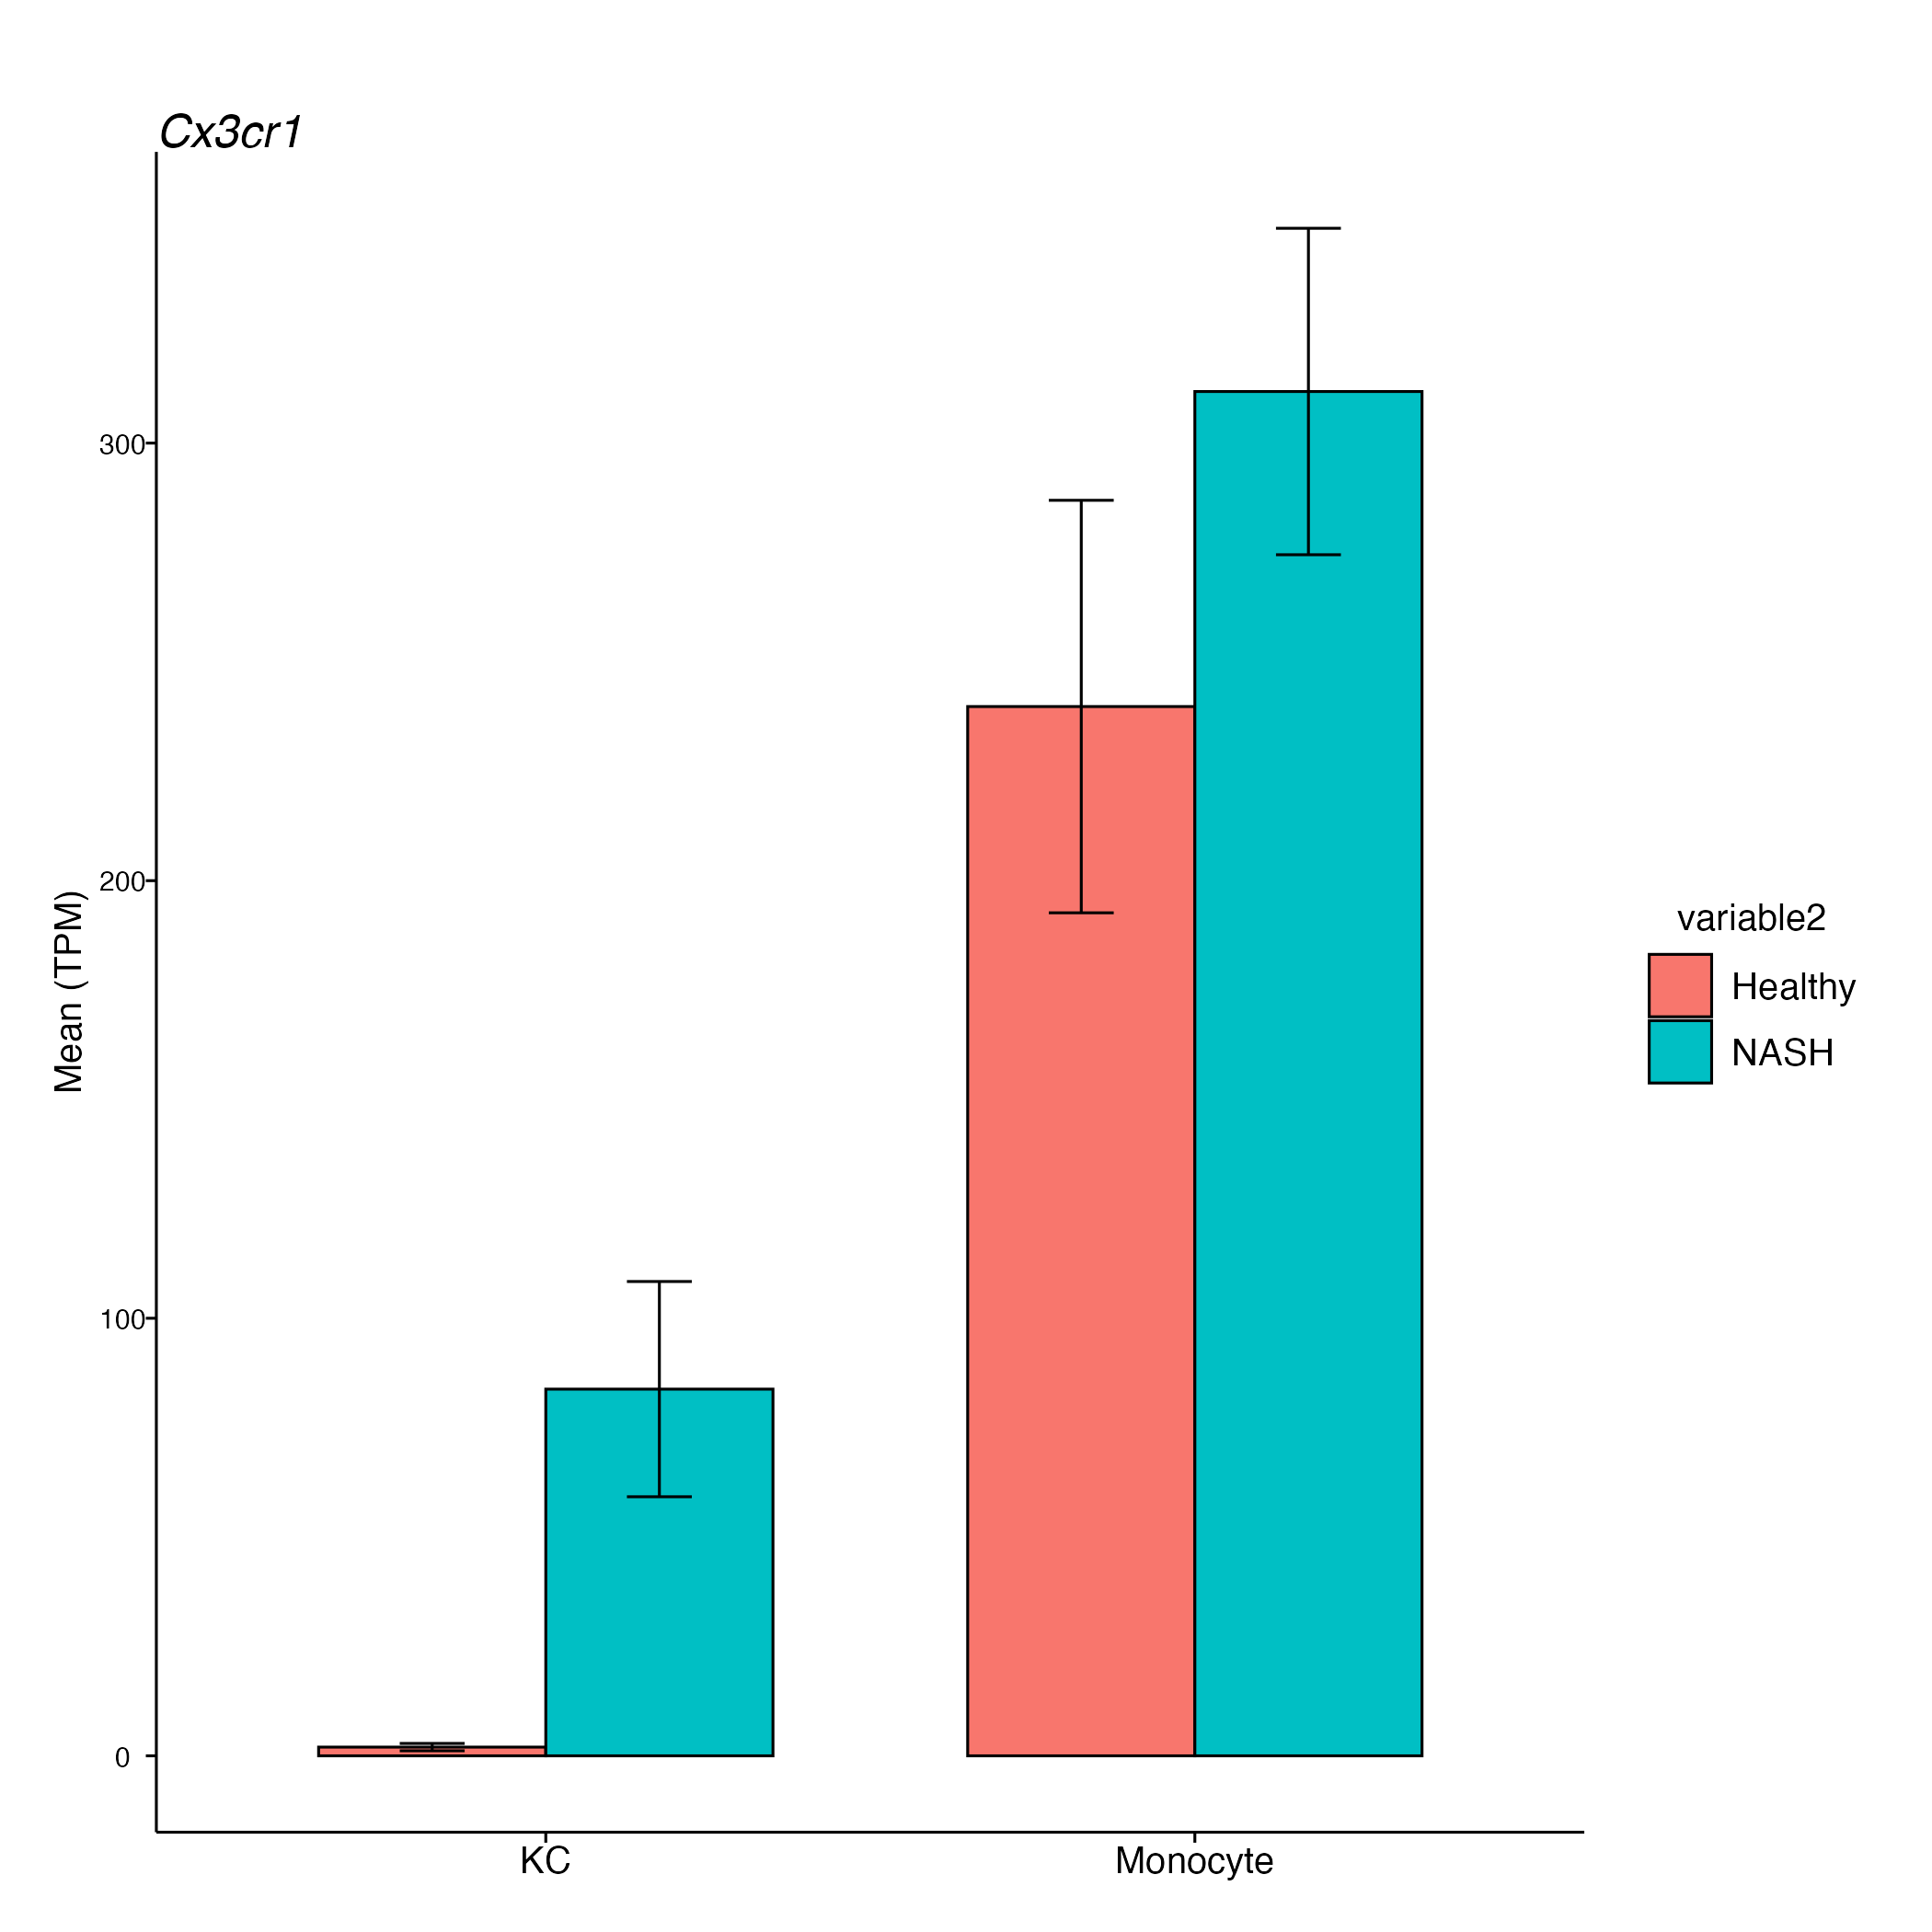 Cx3cr1
Mean (TPM)
300
200
100
0
KC
Monocyte
variable2
Healthy
NASH